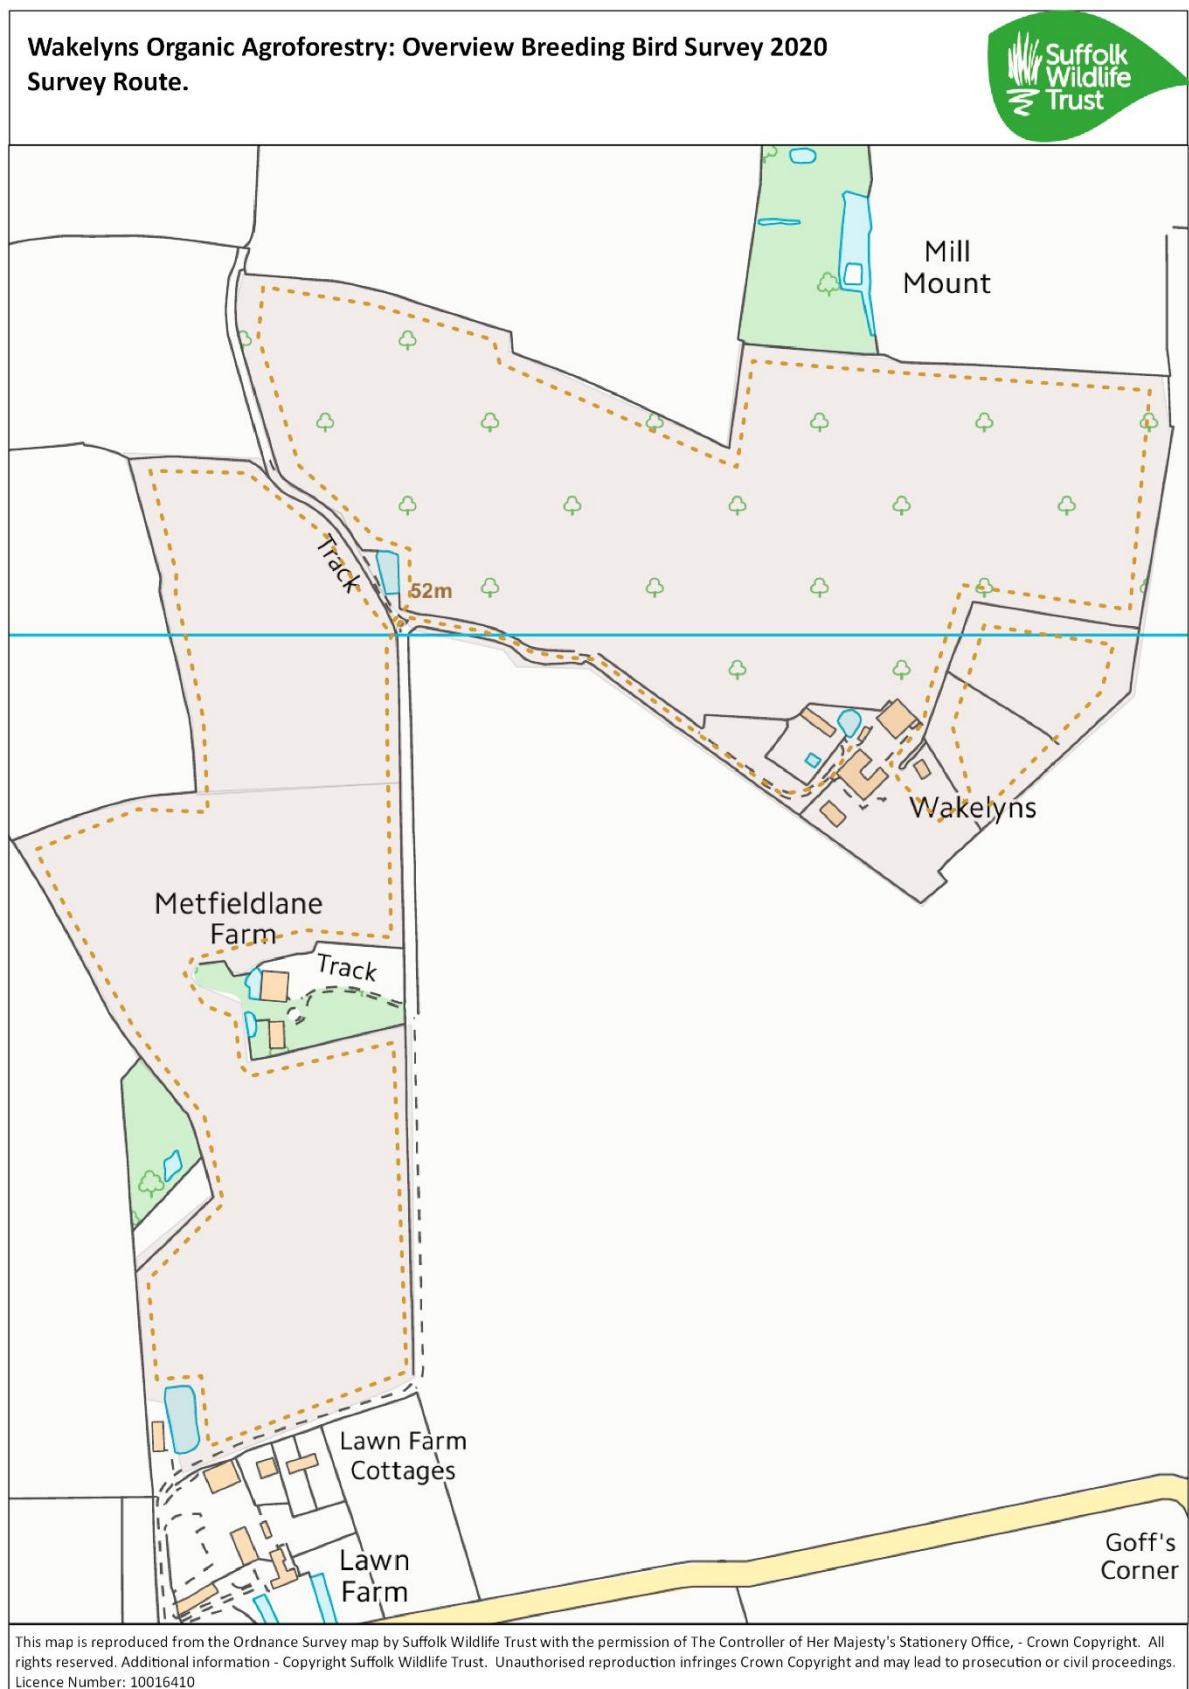 Wakelyns Organic Agroforestry: Overview Breeding Bird Survey 2020
Survey Route.
Suffolk
Wildlife
Trust
Mill
Mount
Track
52m
Wakelyns
Metfieldlane
Farm
Track
Lawn Farm
Cottages
Goff's
Corner
Lawn
Farm
This map is reproduced from the Ordnance Survey map by Suffolk Wildlife Trust with the permission of The Controller of Her Majesty's Stationery Office, - Crown Copyright. All
rights reserved. Additional information - Copyright Suffolk Wildlife Trust. Unauthorised reproduction infringes Crown Copyright and may lead to prosecution or civil proceedings.
Licence Number: 10016410